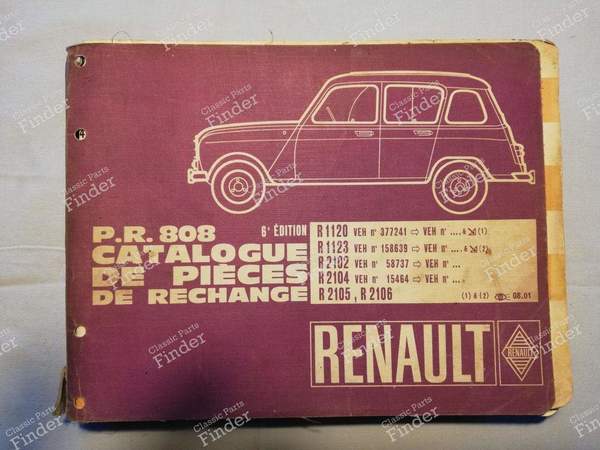 P.R. 808 6e ÉDITION
CATALOGUE
DE PIÈCES
DE RECHANGE
R 1120 VEH n° 377241 ⇨ VEH n° .... & (1)
R 1123 VEH n° 158639 ⇨ VEH n° .... & (2)
R 2102 VEH n° 58737 ⇨ VEH n° ...
R 2104 VEH n° 15464 ⇨ VEH n° ....
R 2105, R 2106 (1) & (2) 08.01
RENAULT
RENAULT
Classic Parts
Finder